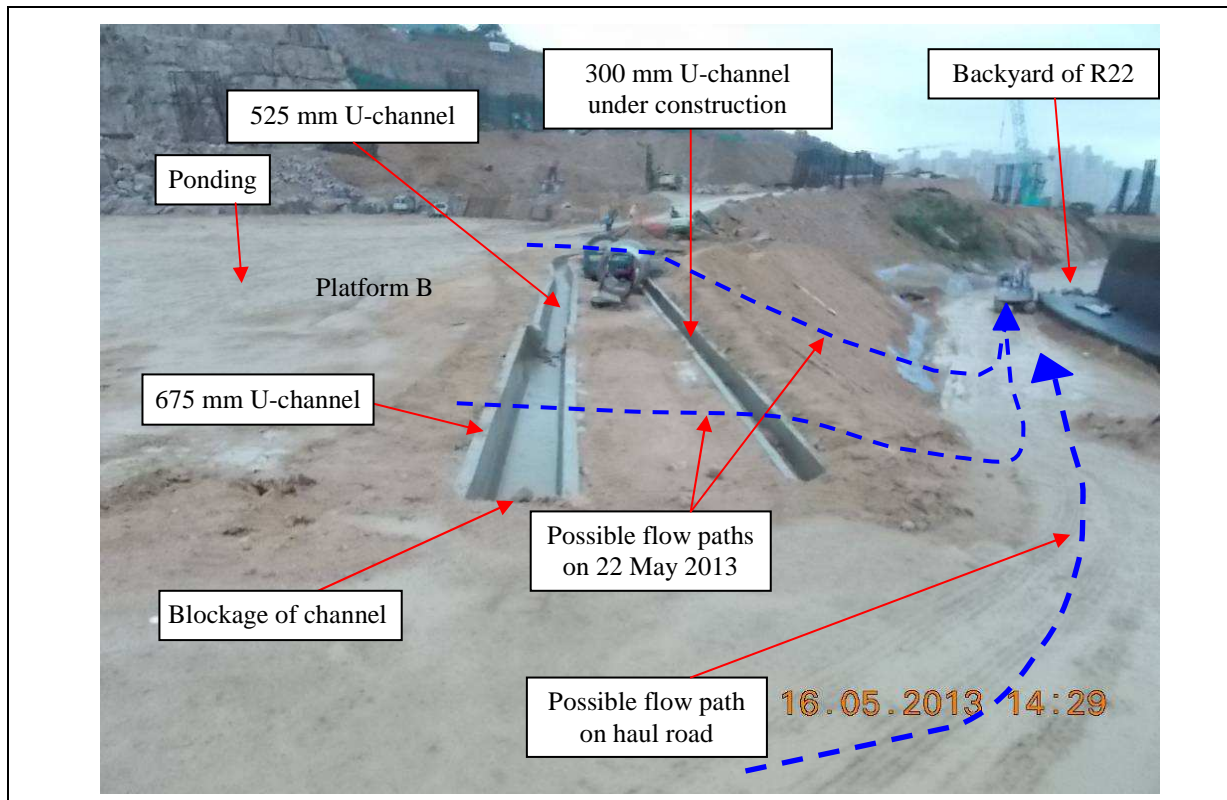 300 mm U-channel
under construction
Backyard of R22
525 mm U-channel
Ponding
Platform B
675 mm U-channel
Possible flow paths
on 22 May 2013
Blockage of channel
Possible flow path
on haul road
16.05.2013 14:29